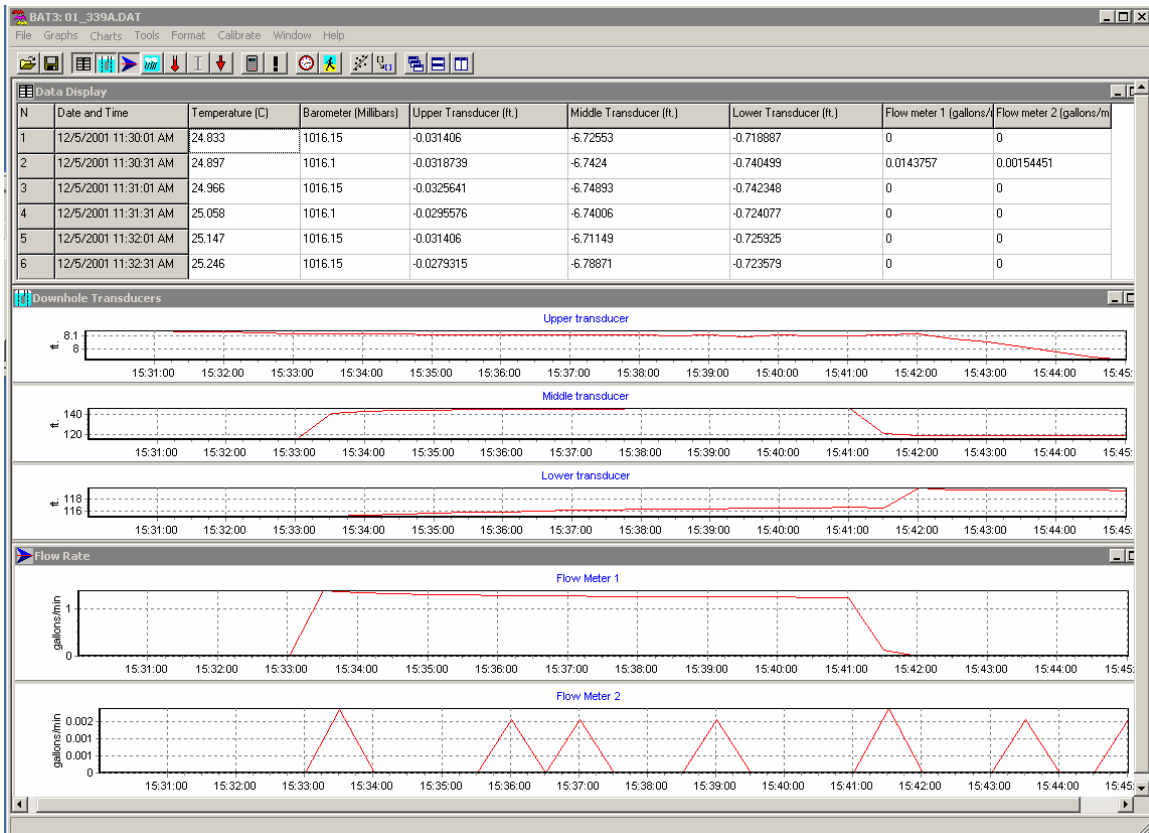 BAT3: 01_339A.DAT
File Graphs Charts Tools Format Calibrate Window Help
Data Display
N Date and Time Temperature (C) Barometer (Millibars) Upper Transducer (ft.) Middle Transducer (ft.) Lower Transducer (ft.) Flow meter 1 (gallons/ Flow meter 2 (gallons/m
1 12/5/2001 11:30:01 AM 24.833 1016.15 -0.031406 -6.72553 -0.718887 0 0
2 12/5/2001 11:30:31 AM 24.897 1016.1 -0.0318739 -6.7424 -0.740499 0.0143757 0.00154451
3 12/5/2001 11:31:01 AM 24.966 1016.15 -0.0325641 -6.74893 -0.742348 0 0
4 12/5/2001 11:31:31 AM 25.058 1016.1 -0.0295576 -6.74006 -0.724077 0 0
5 12/5/2001 11:32:01 AM 25.147 1016.15 -0.031406 -6.71149 -0.725925 0 0
6 12/5/2001 11:32:31 AM 25.246 1016.15 -0.0279315 -6.78871 -0.723579 0 0
Downhole Transducers
Upper transducer
ft.
8.1
8
15:31:00 15:32:00 15:33:00 15:34:00 15:35:00 15:36:00 15:37:00 15:38:00 15:39:00 15:40:00 15:41:00 15:42:00 15:43:00 15:44:00 15:45:
Middle transducer
ft.
140
120
15:31:00 15:32:00 15:33:00 15:34:00 15:35:00 15:36:00 15:37:00 15:38:00 15:39:00 15:40:00 15:41:00 15:42:00 15:43:00 15:44:00 15:45:
Lower transducer
ft.
118
116
15:31:00 15:32:00 15:33:00 15:34:00 15:35:00 15:36:00 15:37:00 15:38:00 15:39:00 15:40:00 15:41:00 15:42:00 15:43:00 15:44:00 15:45:
Flow Rate
Flow Meter 1
gallons/min
1
0
15:31:00 15:32:00 15:33:00 15:34:00 15:35:00 15:36:00 15:37:00 15:38:00 15:39:00 15:40:00 15:41:00 15:42:00 15:43:00 15:44:00 15:45:
Flow Meter 2
gallons/min
0.002
0.001
0.001
0
15:31:00 15:32:00 15:33:00 15:34:00 15:35:00 15:36:00 15:37:00 15:38:00 15:39:00 15:40:00 15:41:00 15:42:00 15:43:00 15:44:00 15:45: